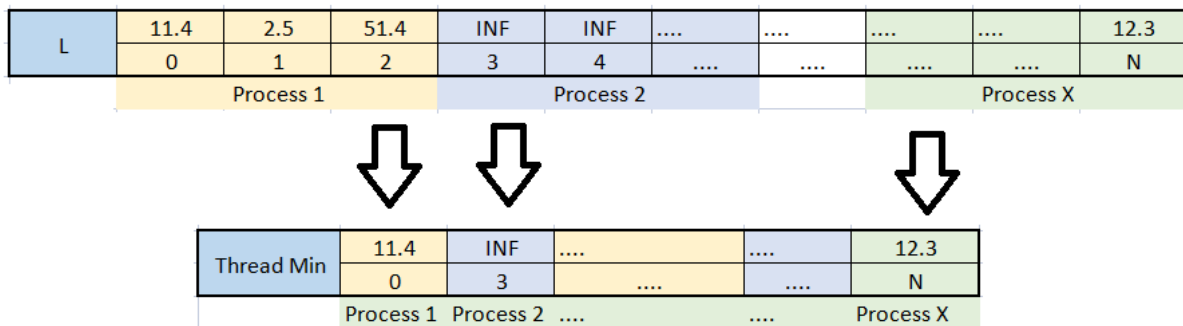 L 11.4 2.5 51.4 INF INF .... .... .... .... 12.3
0 1 2 3 4 .... .... .... .... N
Process 1 Process 2 Process X
Thread Min 11.4 INF .... .... 12.3
0 3 .... .... N
Process 1 Process 2 .... .... Process X